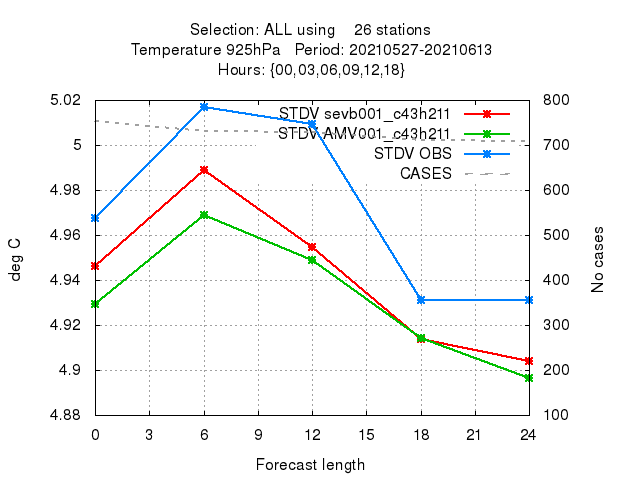 Selection: ALL using    26 stations
Temperature 925hPa   Period: 20210527-20210613
Hours: {00,03,06,09,12,18}
STDV sevb001_c43h211
STDV AMV001_c43h211
STDV OBS
CASES
5.02
5
4.98
4.96
4.94
4.92
4.9
4.88
deg C
800
700
600
500
400
300
200
100
No cases
0 3 6 9 12 15 18 21 24
Forecast length